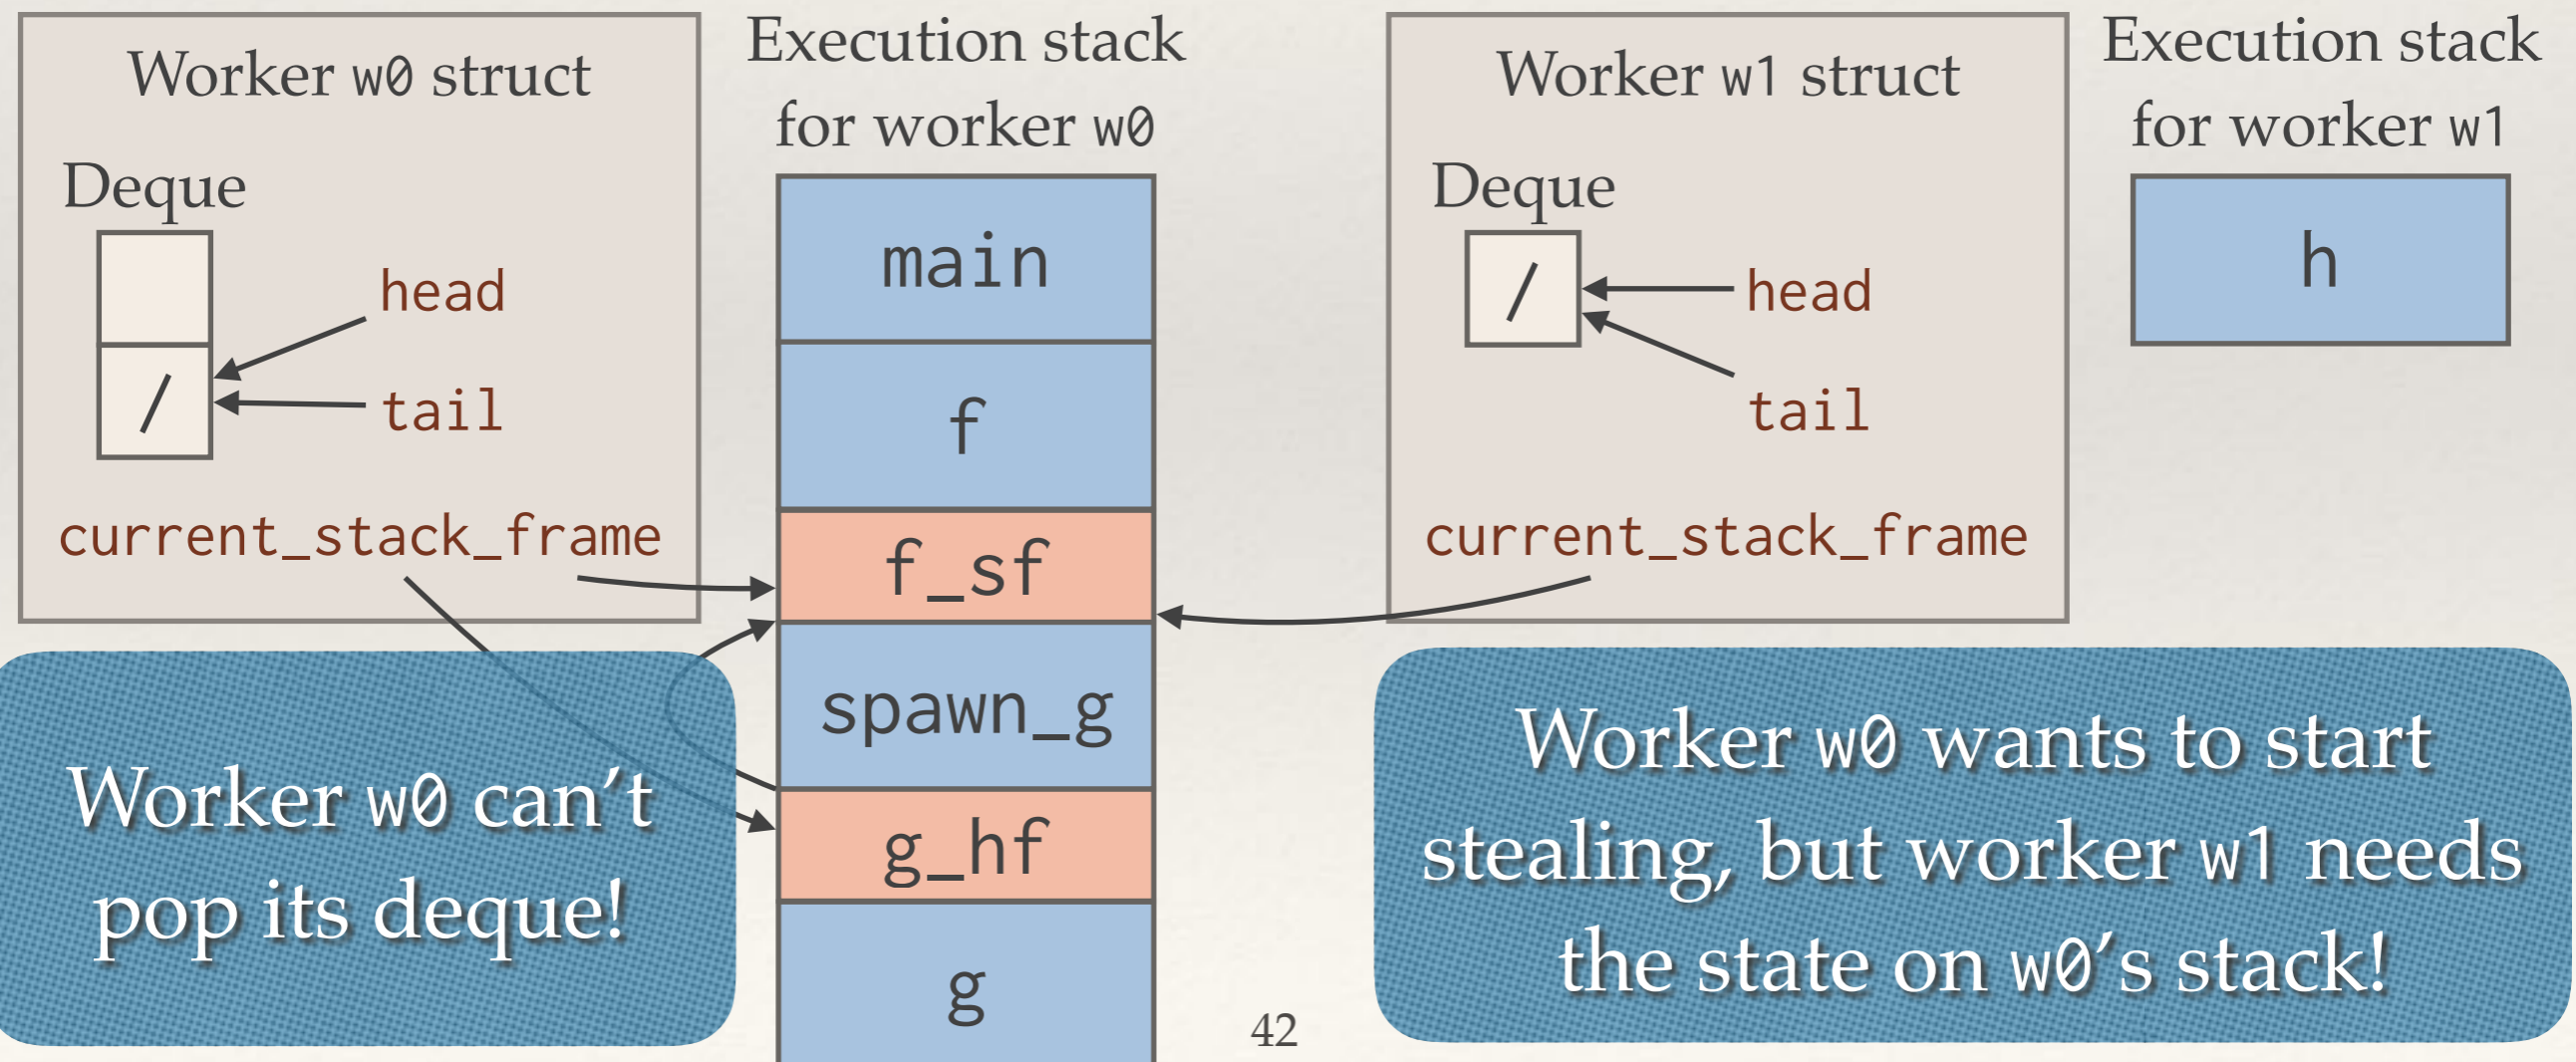 Worker w0 struct
Deque
/
head
tail
current_stack_frame
Worker w0 can't
pop its deque!
Execution stack
for worker w0
main
f
f_sf
spawn_g
g_hf
g
Worker w1 struct
Deque
/
head
tail
current_stack_frame
Execution stack
for worker w1
h
Worker w0 wants to start
stealing, but worker w1 needs
the state on w0's stack!
42